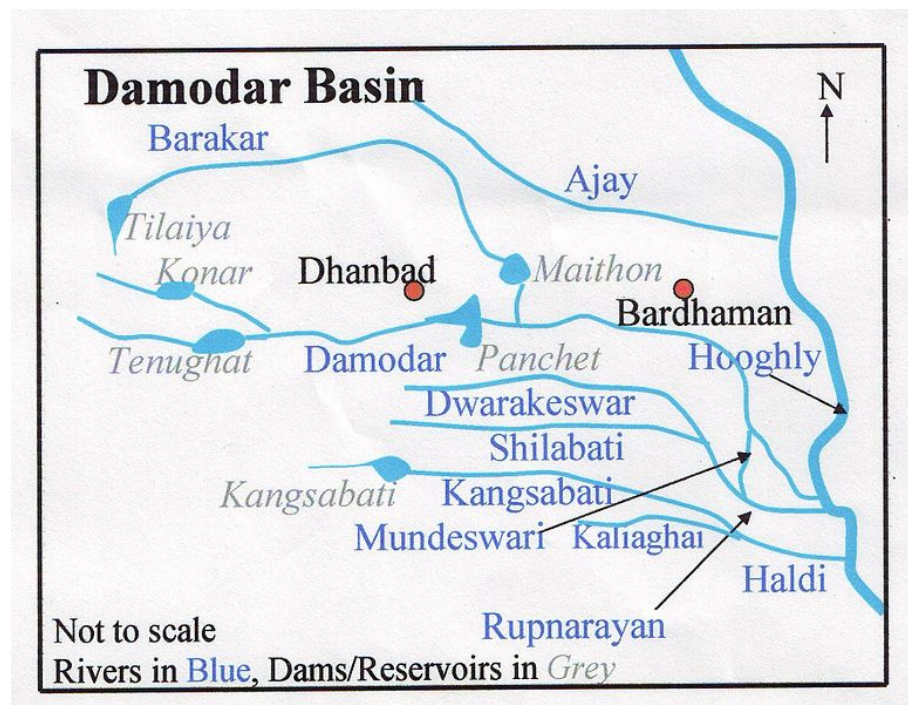 Damodar Basin
N
Barakar
Ajay
Tilaiya
Konar
Dhanbad
Maithon
Bardhaman
Tenughat
Damodar
Panchet
Hooghly
Dwarakeswar
Shilabati
Kangsabati
Kangsabati
Mundeswari
Kaliaghai
Haldi
Rupnarayan
Not to scale
Rivers in Blue, Dams/Reservoirs in Grey